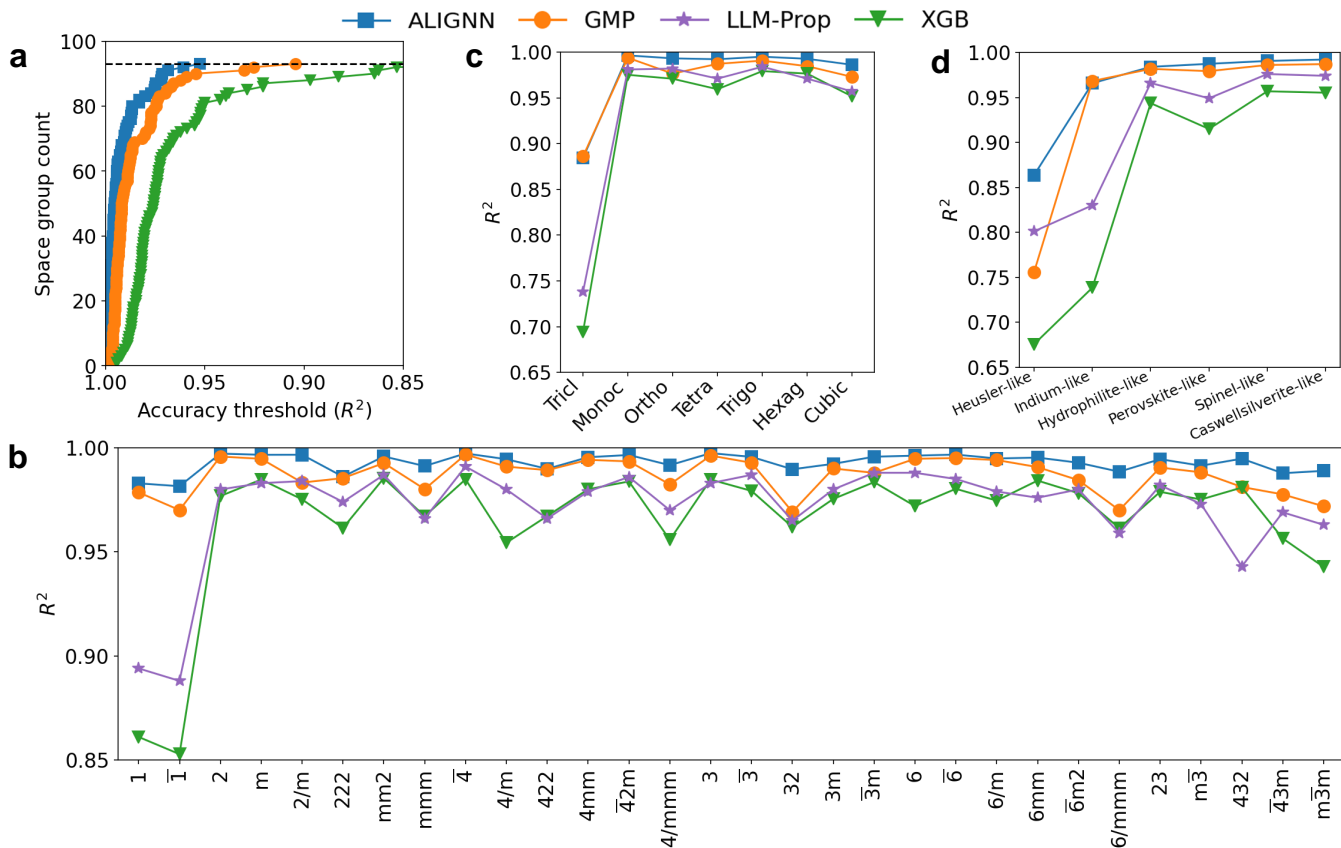 ALIGNN GMP LLM-Prop XGB
a
100
80
60
40
20
0
Space group count
1.00 0.95 0.90 0.85
Accuracy threshold (R²)
c
1.00
0.95
0.90
0.85
0.80
0.75
0.70
0.65
R²
Tricl
Monoc
Ortho
Tetra
Trigo
Hexag
Cubic
d
1.00
0.95
0.90
0.85
0.80
0.75
0.70
0.65
R²
Heusler-like
Indium-like
Hydrophilite-like
Perovskite-like
Spinel-like
Caswellsilverite-like
b
1.00
0.95
0.90
0.85
R²
1
1̅
2
m
2/m
222
mm2
mmm
4̅
4/m
422
4mm
4̅2m
4/mmm
3
3̅
32
3m
3̅m
6
6̅
6/m
6mm
6̅m2
6/mmm
23
m3̅
432
4̅3m
m3̅m